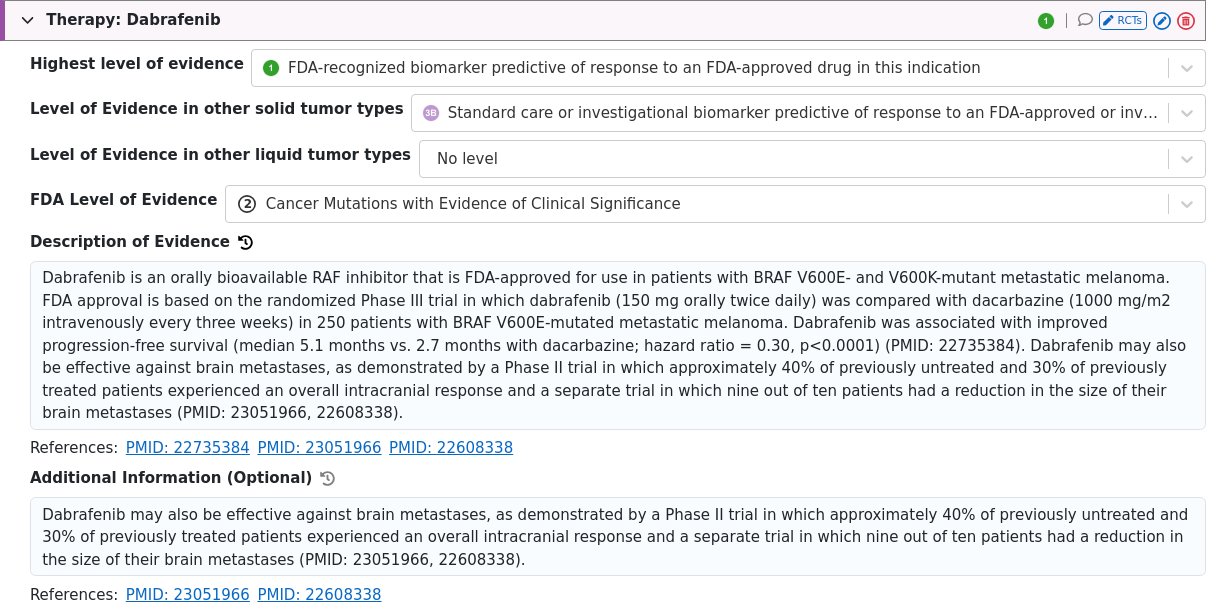 Therapy: Dabrafenib
1
RCTs
Highest level of evidence
1 FDA-recognized biomarker predictive of response to an FDA-approved drug in this indication
Level of Evidence in other solid tumor types
3B Standard care or investigational biomarker predictive of response to an FDA-approved or inv…
Level of Evidence in other liquid tumor types
No level
FDA Level of Evidence
2 Cancer Mutations with Evidence of Clinical Significance
Description of Evidence
Dabrafenib is an orally bioavailable RAF inhibitor that is FDA-approved for use in patients with BRAF V600E- and V600K-mutant metastatic melanoma.
FDA approval is based on the randomized Phase III trial in which dabrafenib (150 mg orally twice daily) was compared with dacarbazine (1000 mg/m2
intravenously every three weeks) in 250 patients with BRAF V600E-mutated metastatic melanoma. Dabrafenib was associated with improved
progression-free survival (median 5.1 months vs. 2.7 months with dacarbazine; hazard ratio = 0.30, p<0.0001) (PMID: 22735384). Dabrafenib may also
be effective against brain metastases, as demonstrated by a Phase II trial in which approximately 40% of previously untreated and 30% of previously
treated patients experienced an overall intracranial response and a separate trial in which nine out of ten patients had a reduction in the size of their
brain metastases (PMID: 23051966, 22608338).
References: PMID: 22735384 PMID: 23051966 PMID: 22608338
Additional Information (Optional)
Dabrafenib may also be effective against brain metastases, as demonstrated by a Phase II trial in which approximately 40% of previously untreated and
30% of previously treated patients experienced an overall intracranial response and a separate trial in which nine out of ten patients had a reduction in
the size of their brain metastases (PMID: 23051966, 22608338).
References: PMID: 23051966 PMID: 22608338